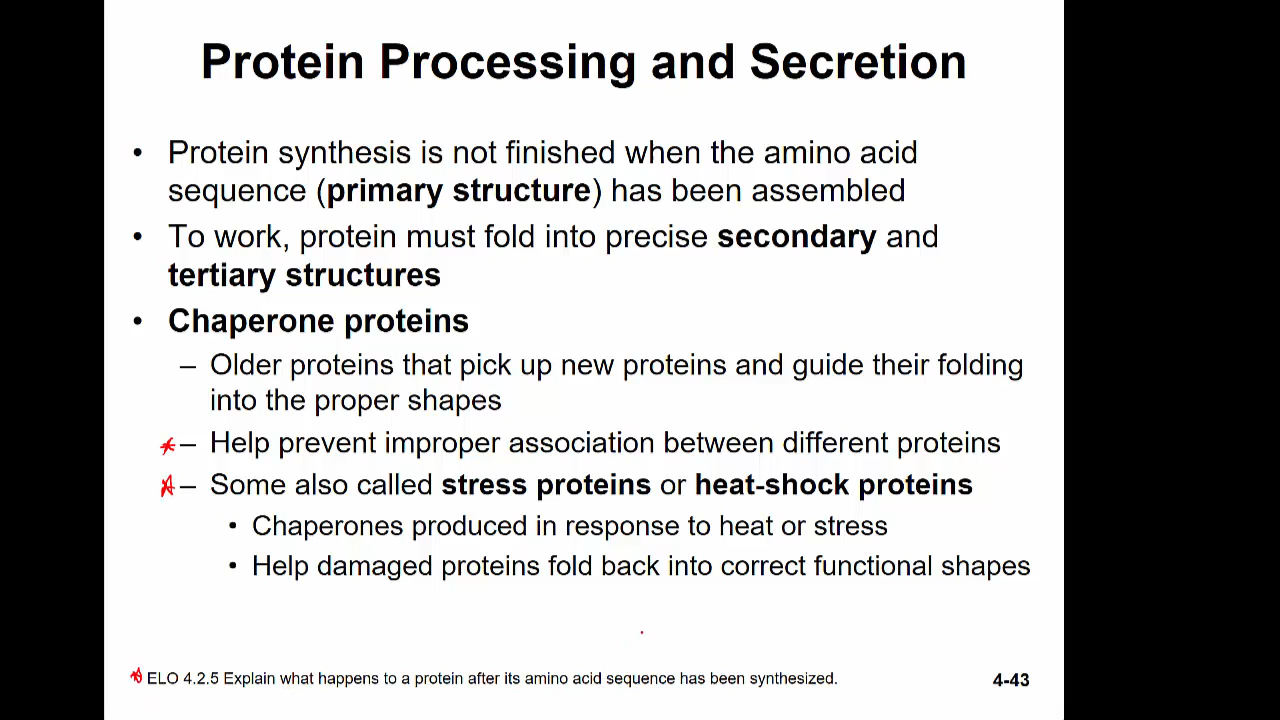 Protein Processing and Secretion
• Protein synthesis is not finished when the amino acid
sequence (primary structure) has been assembled
• To work, protein must fold into precise secondary and
tertiary structures
• Chaperone proteins
– Older proteins that pick up new proteins and guide their folding
into the proper shapes
– Help prevent improper association between different proteins
– Some also called stress proteins or heat-shock proteins
• Chaperones produced in response to heat or stress
• Help damaged proteins fold back into correct functional shapes
ELO 4.2.5 Explain what happens to a protein after its amino acid sequence has been synthesized.
4-43